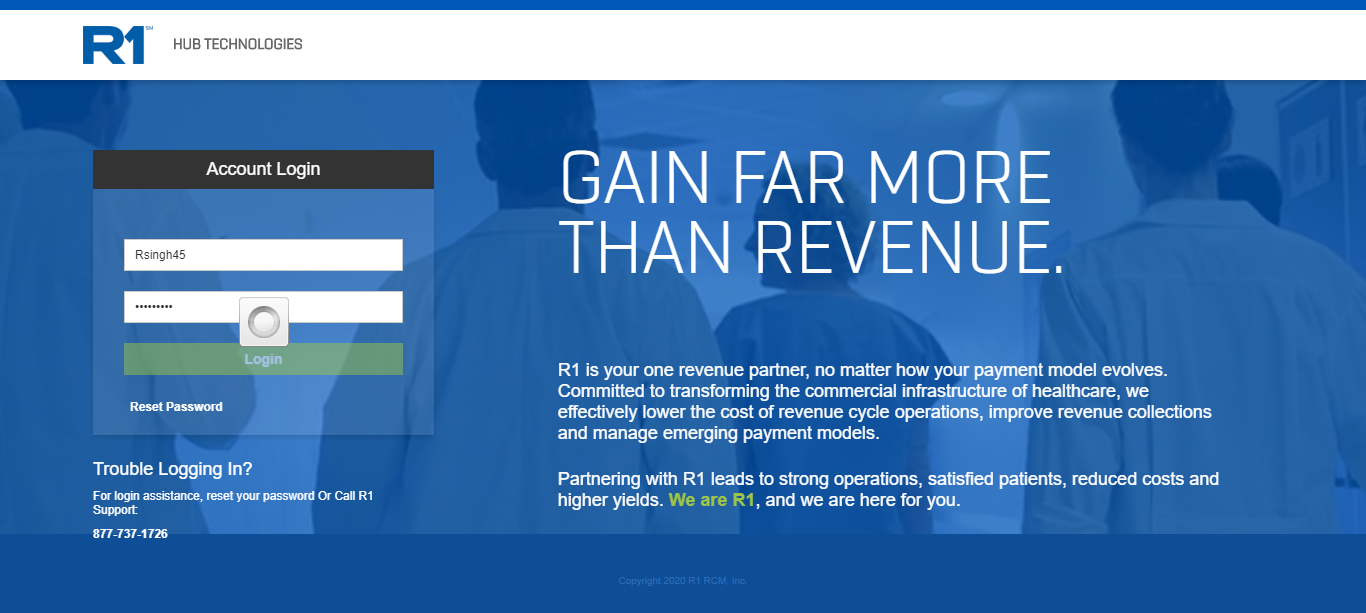 R1 SM
HUB TECHNOLOGIES
Account Login
Rsingh45
•••••••••
Login
Reset Password
Trouble Logging In?
For login assistance, reset your password Or Call R1
Support:
877-737-1726
GAIN FAR MORE
THAN REVENUE.
R1 is your one revenue partner, no matter how your payment model evolves.
Committed to transforming the commercial infrastructure of healthcare, we
effectively lower the cost of revenue cycle operations, improve revenue collections
and manage emerging payment models.
Partnering with R1 leads to strong operations, satisfied patients, reduced costs and
higher yields. We are R1, and we are here for you.
Copyright 2020 R1 RCM, Inc.